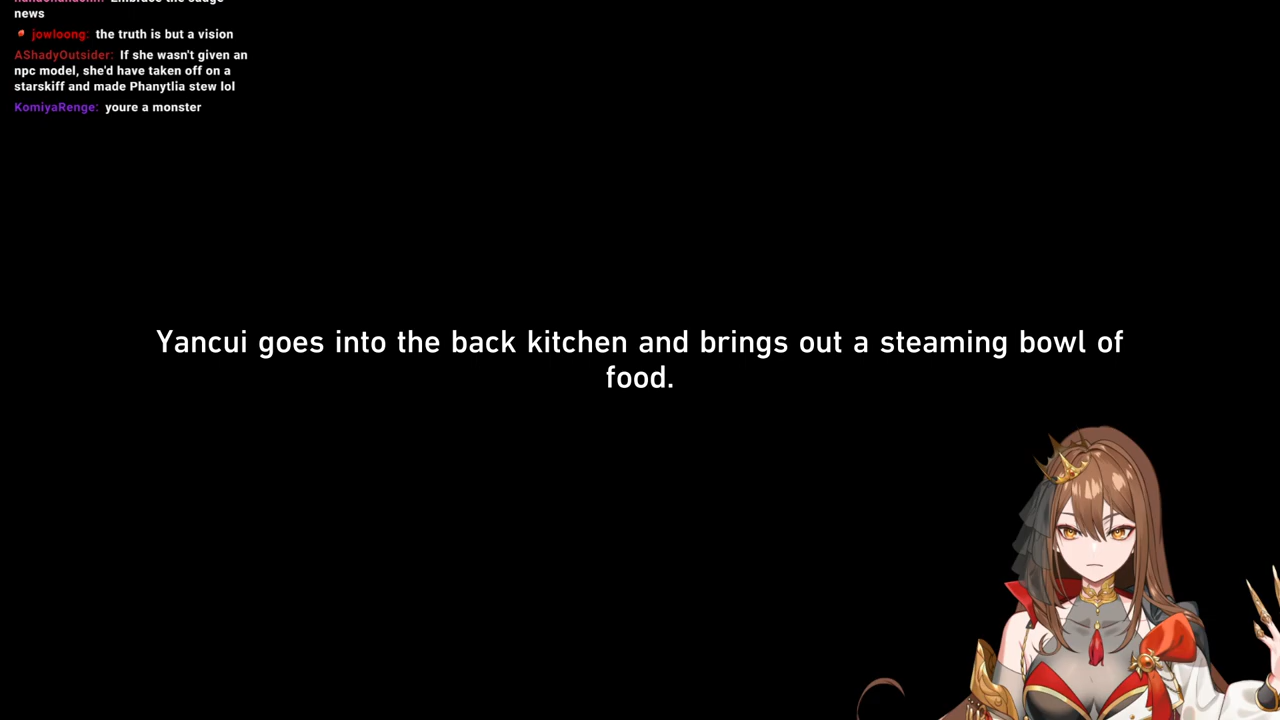 news
jowloong: the truth is but a vision
AShadyOutsider: If she wasn't given an
npc model, she'd have taken off on a
starskiff and made Phanytlia stew lol
KomiyaRenge: youre a monster
Yancui goes into the back kitchen and brings out a steaming bowl of
food.